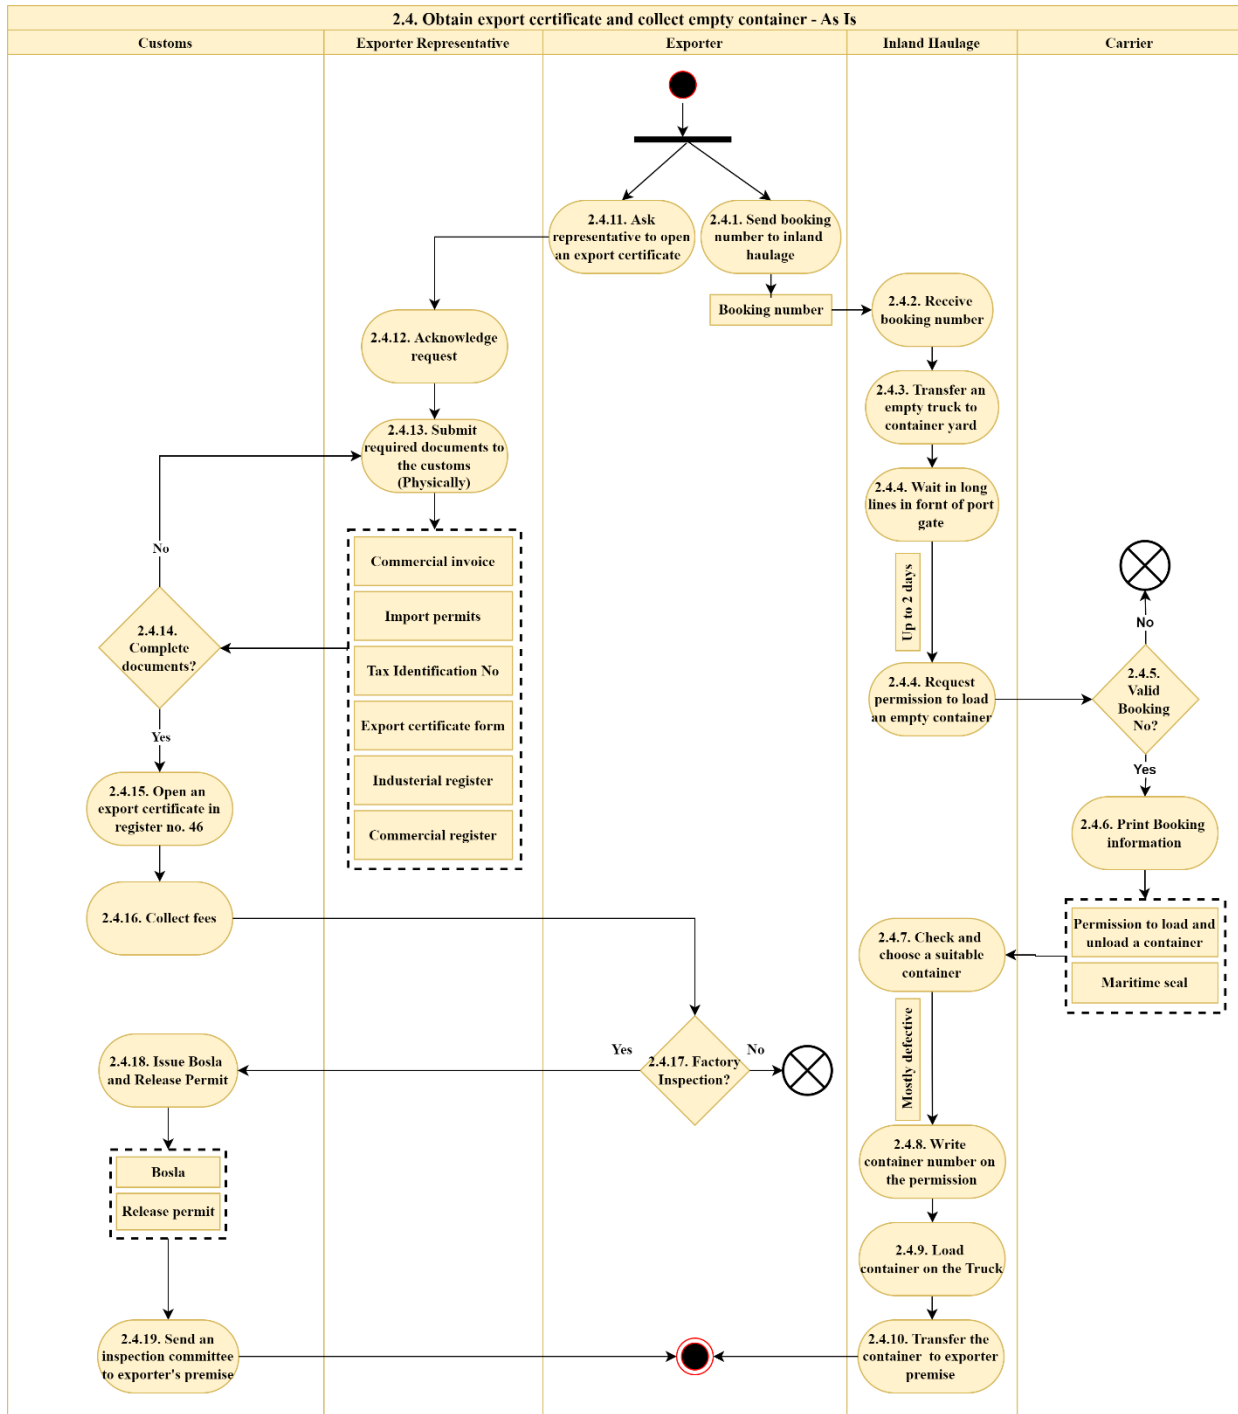 2.4. Obtain export certificate and collect empty container - As Is
Customs
Exporter Representative
Exporter
Inland Haulage
Carrier
2.4.11. Ask
representative to open
an export certificate
2.4.1. Send booking
number to inland
haulage
Booking number
2.4.2. Receive
booking number
2.4.12. Acknowledge
request
2.4.3. Transfer an
empty truck to
container yard
2.4.13. Submit
required documents to
the customs
(Physically)
2.4.4. Wait in long
lines in fornt of port
gate
No
Commercial invoice
Up to 2 days
Import permits
No
2.4.14.
Complete
documents?
Tax Identification No
2.4.4. Request
permission to load
an empty container
2.4.5.
Valid
Booking
No?
Export certificate form
Yes
Yes
Industerial register
2.4.15. Open an
export certificate in
register no. 46
Commercial register
2.4.6. Print Booking
information
2.4.16. Collect fees
Permission to load and
unload a container
2.4.7. Check and
choose a suitable
container
Maritime seal
Mostly defective
2.4.18. Issue Bosla
and Release Permit
Yes
2.4.17. Factory
Inspection?
No
2.4.8. Write
container number on
the permission
Bosla
Release permit
2.4.9. Load
container on the Truck
2.4.19. Send an
inspection committee
to exporter's premise
2.4.10. Transfer the
container to exporter
premise